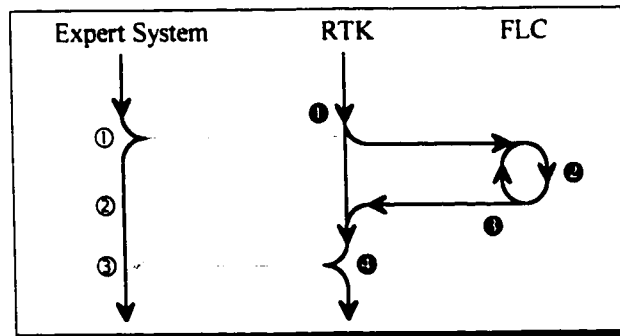 Expert System RTK FLC
① ❶
② ❷
❸
③ ❹